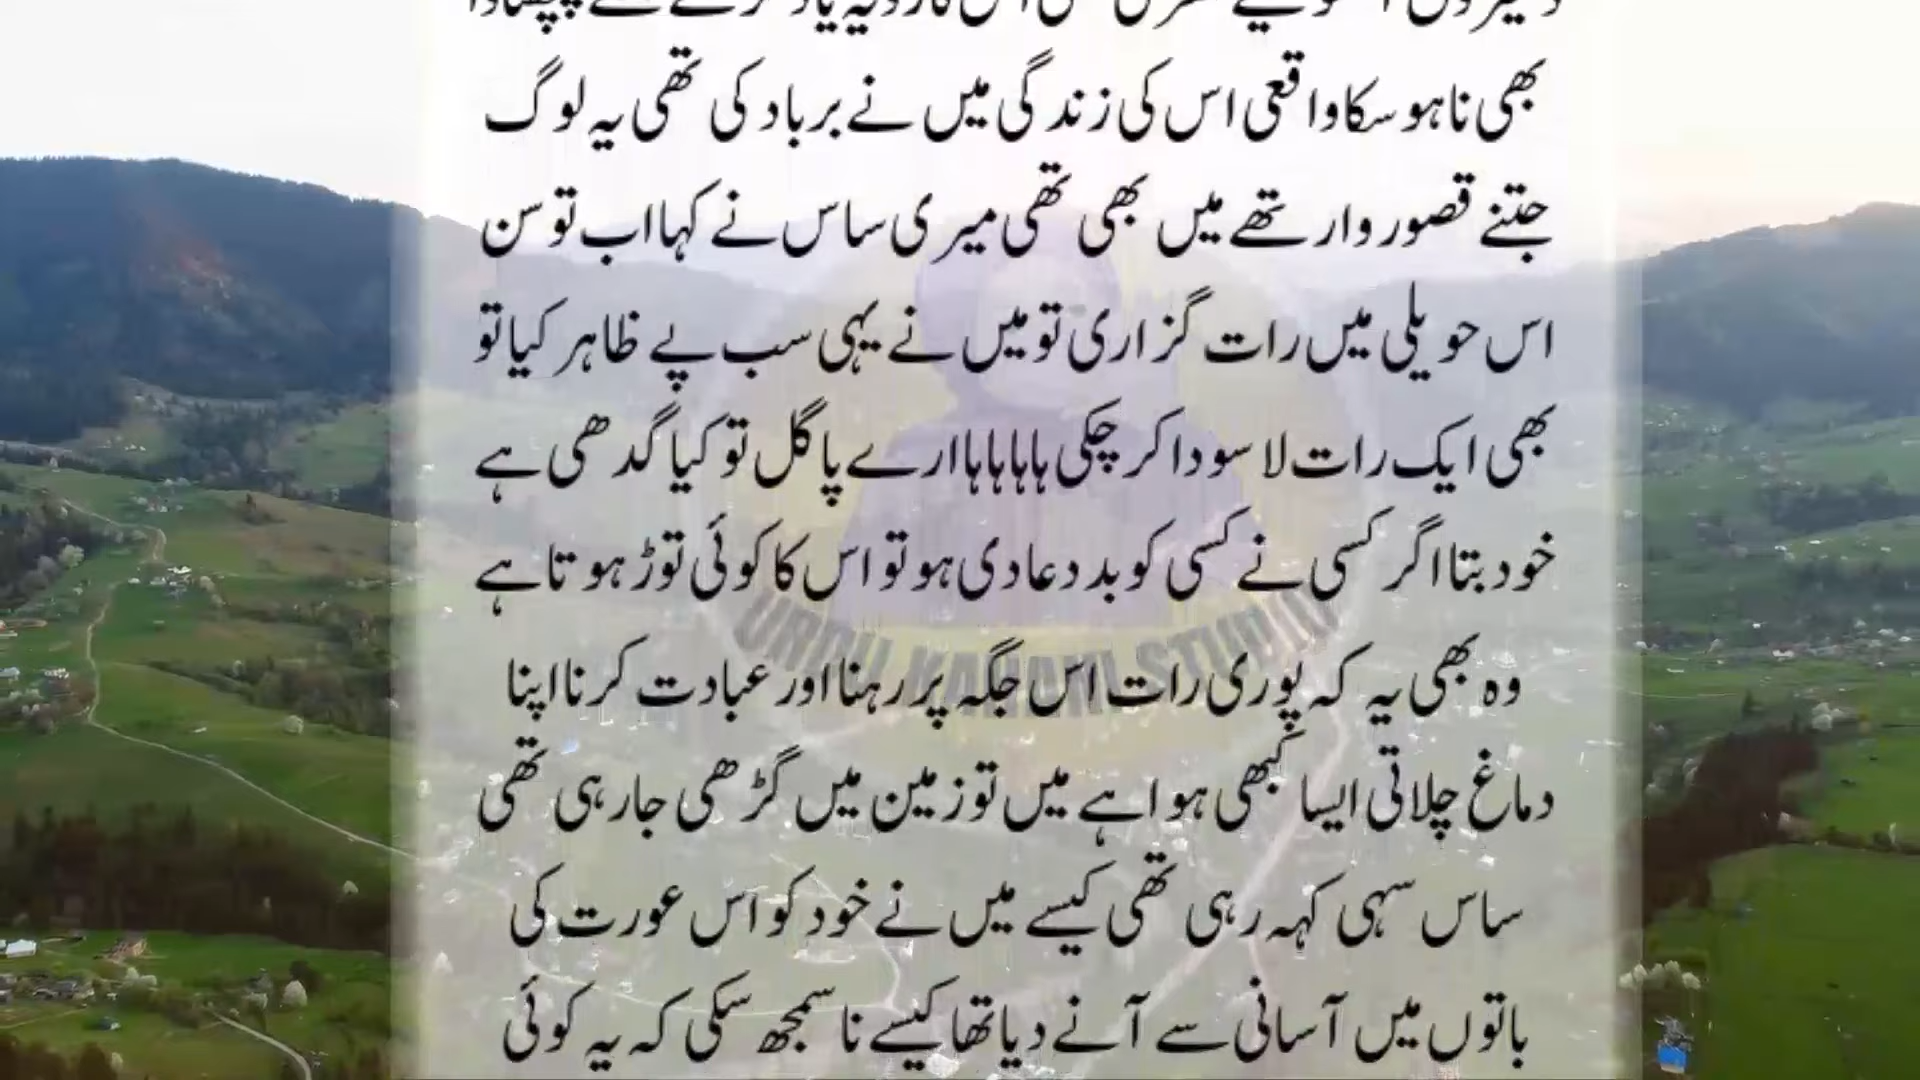 بھی نا ہو سکا واقعی اس کی زندگی میں نے برباد کی تھی یہ لوگ
جتنے قصور وار تھے میں بھی تھی میری ساس نے کہا اب تو سن
اس حویلی میں رات گزاری تو میں نے یہی سب پے ظاہر کیا تو
بھی ایک رات لا سودا کر چکی ہاہاہاہا ارے پاگل تو کیا گدھی ہے
خود بتا اگر کسی نے کسی کو بد دعا دی ہو تو اس کا کوئی توڑ ہوتا ہے
وہ بھی یہ کہ پوری رات اس جگہ پر رہنا اور عبادت کرنا اپنا
دماغ چلاتی ایسا کبھی ہوا ہے میں تو زمین میں گڑھی جا رہی تھی
ساس سہی کہہ رہی تھی کیسے میں نے خود کو اس عورت کی
باتوں میں آسانی سے آنے دیا تھا کیسے نا سمجھ سکی کہ یہ کوئی
URDU KAHANI STUDIO